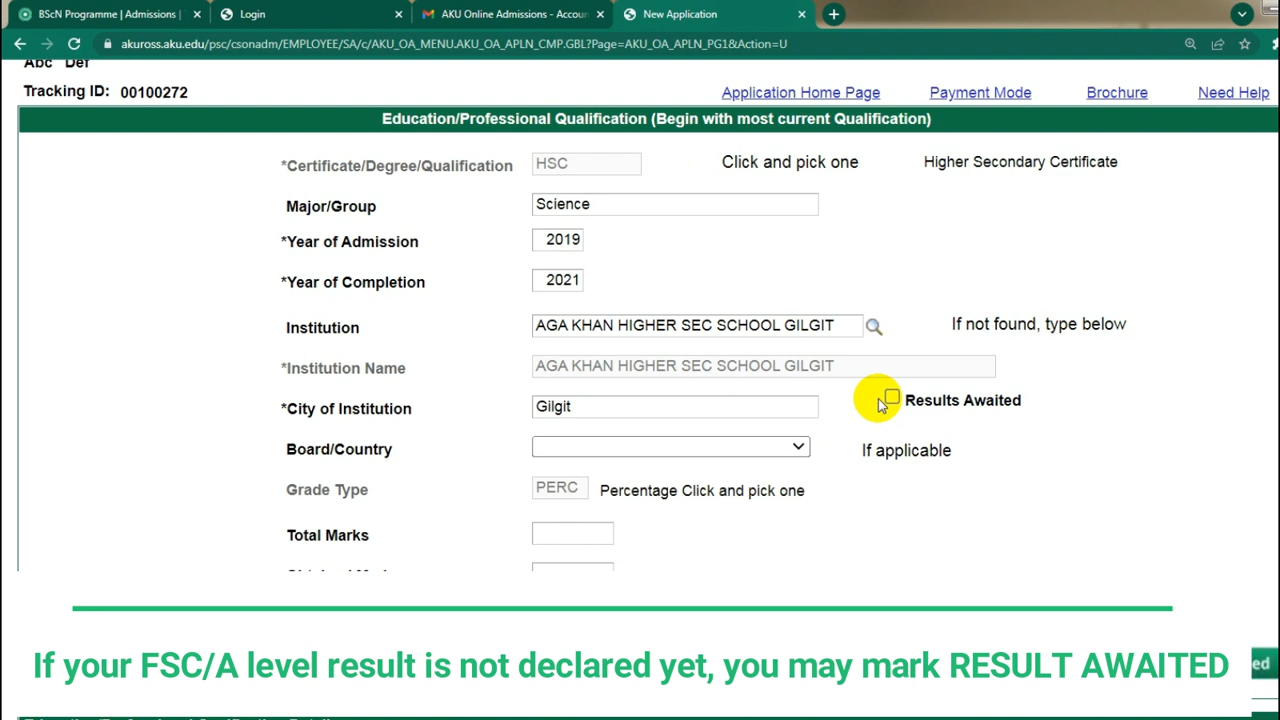 BScN Programme | Admissions |
Login
AKU Online Admissions - Accoun
New Application
akuross.aku.edu/psc/csonadm/EMPLOYEE/SA/c/AKU_OA_MENU.AKU_OA_APLN_CMP.GBL?Page=AKU_OA_APLN_PG1&Action=U
Abc Def
Tracking ID: 00100272
Application Home Page Payment Mode Brochure Need Help
Education/Professional Qualification (Begin with most current Qualification)
*Certificate/Degree/Qualification HSC Click and pick one Higher Secondary Certificate
Major/Group Science
*Year of Admission 2019
*Year of Completion 2021
Institution AGA KHAN HIGHER SEC SCHOOL GILGIT If not found, type below
*Institution Name AGA KHAN HIGHER SEC SCHOOL GILGIT
*City of Institution Gilgit Results Awaited
Board/Country If applicable
Grade Type PERC Percentage Click and pick one
Total Marks
If your FSC/A level result is not declared yet, you may mark RESULT AWAITED